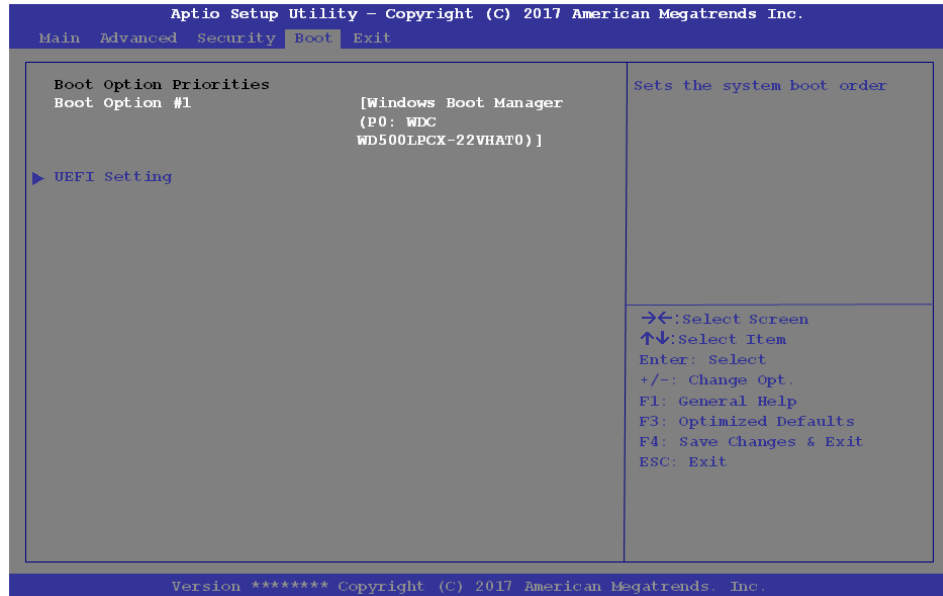 Aptio Setup Utility – Copyright (C) 2017 American Megatrends Inc.
Main Advanced Security Boot Exit
Boot Option Priorities
Boot Option #1 [Windows Boot Manager
(P0: WDC
WD500LPCX-22VHAT0)]
▶ UEFI Setting
Sets the system boot order
→←:Select Screen
↑↓:Select Item
Enter: Select
+/-: Change Opt.
F1: General Help
F3: Optimized Defaults
F4: Save Changes & Exit
ESC: Exit
Version ******** Copyright (C) 2017 American Megatrends. Inc.